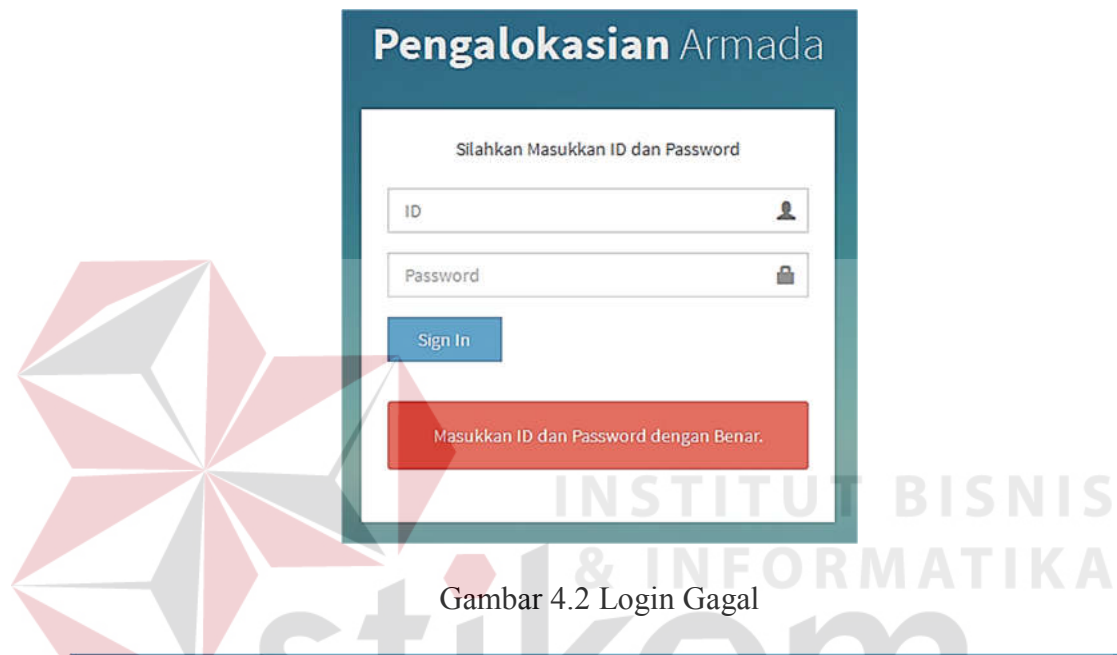 Pengalokasian Armada
Silahkan Masukkan ID dan Password
ID
Password
Sign In
Masukkan ID dan Password dengan Benar.
INSTITUT BISNIS
& INFORMATIKA
stikom
Gambar 4.2 Login Gagal